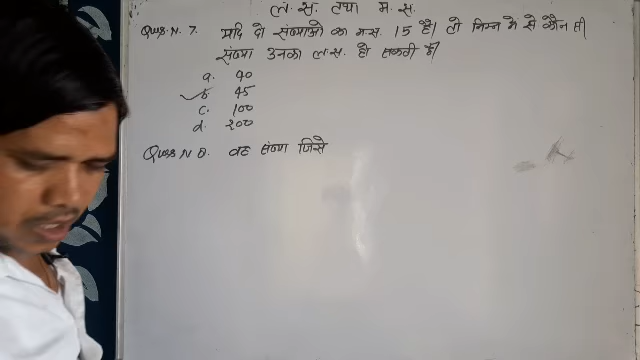 ल. स. तथा म. स.
Ques. N. 7. यदि दो संख्याओं का म.स. 15 है। तो निम्न में से कौन सी
संख्या उनका ल.स. हो सकती है।
a. 40
b. 45
c. 100
d. 200
Ques N 8. वह संख्या जिसे